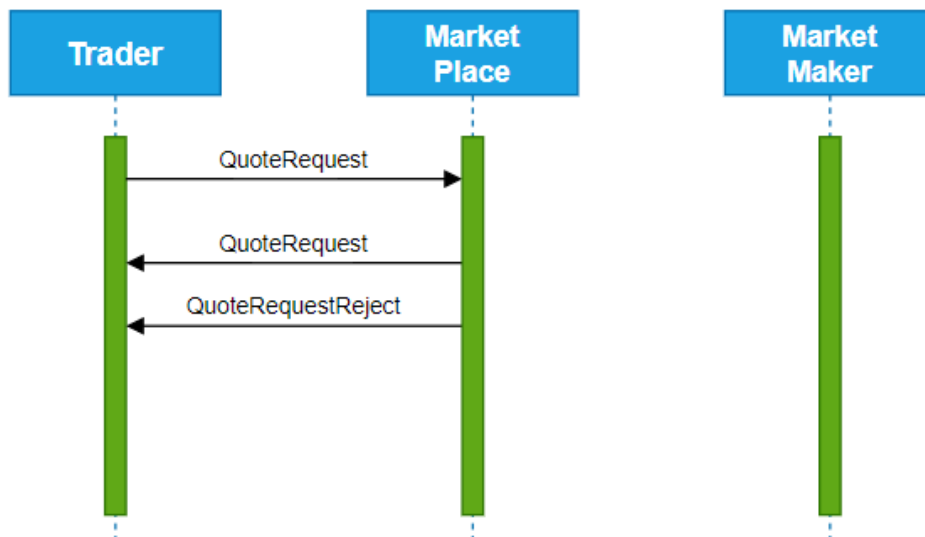 Trader
Market
Place
Market
Maker
QuoteRequest
QuoteRequest
QuoteRequestReject